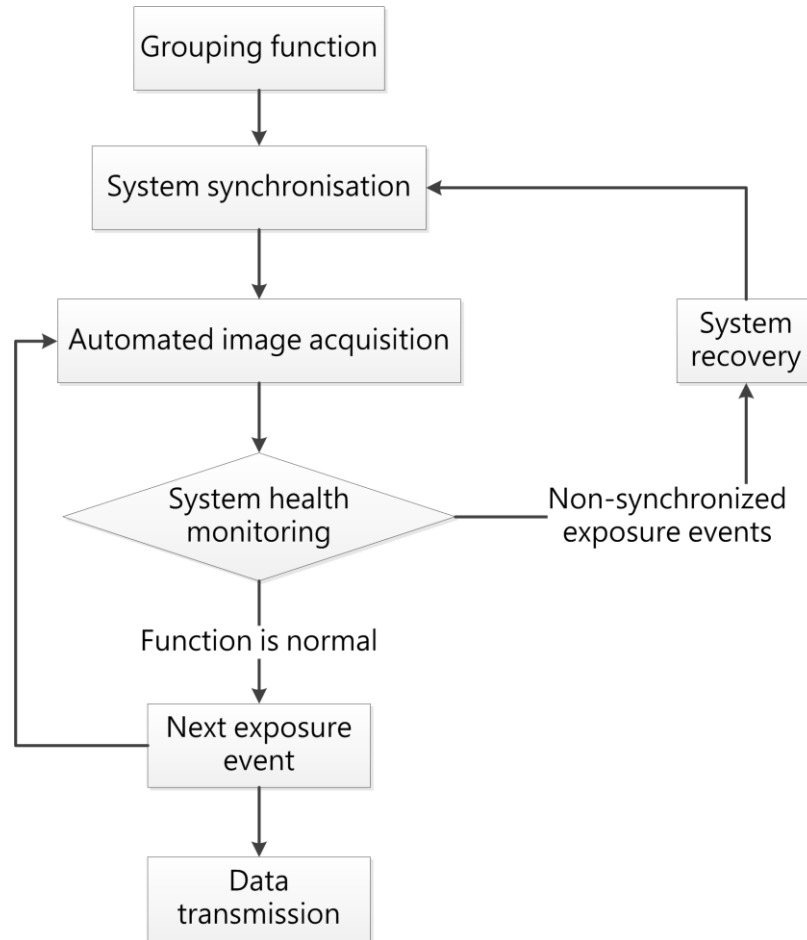 Grouping function
System synchronisation
Automated image acquisition
System
recovery
System health
monitoring
Non-synchronized
exposure events
Function is normal
Next exposure
event
Data
transmission